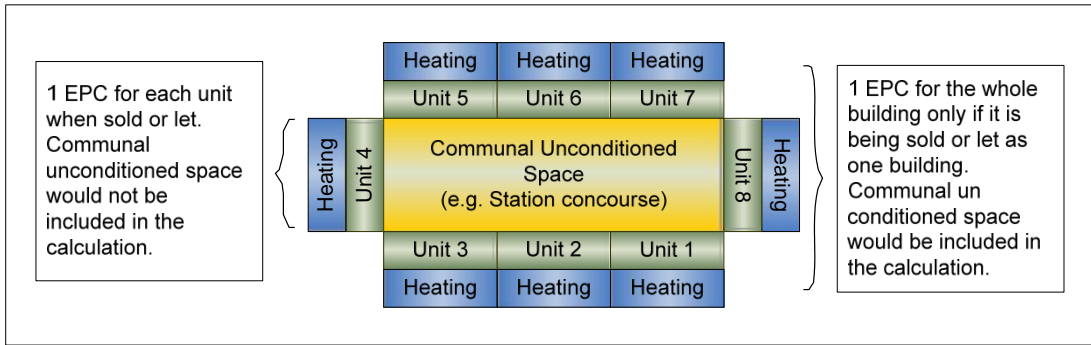 1 EPC for each unit
when sold or let.
Communal
unconditioned space
would not be
included in the
calculation.
Heating Heating Heating
Unit 5 Unit 6 Unit 7
Heating
Unit 4
Communal Unconditioned
Space
(e.g. Station concourse)
Unit 8
Heating
Unit 3 Unit 2 Unit 1
Heating Heating Heating
1 EPC for the whole
building only if it is
being sold or let as
one building.
Communal un
conditioned space
would be included in
the calculation.